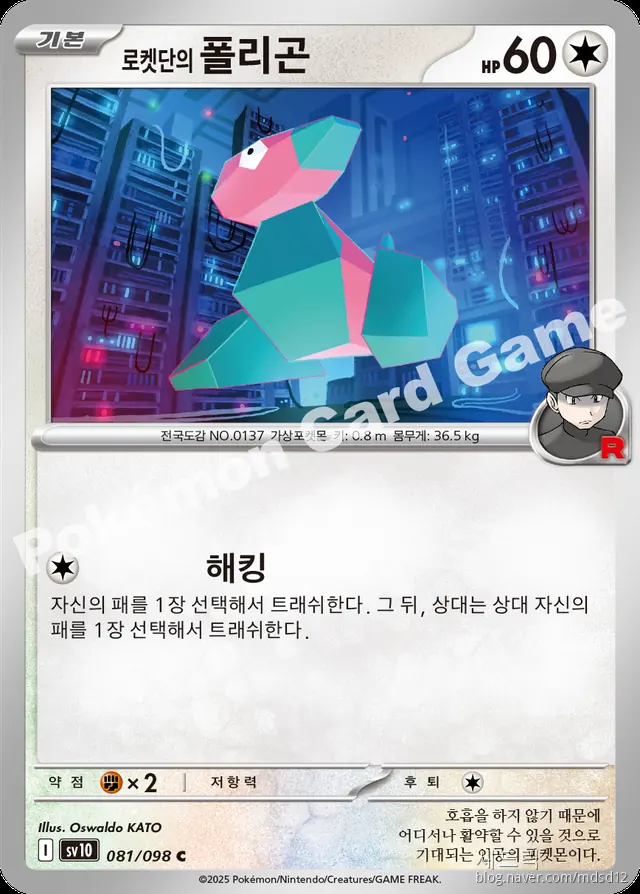 기본
로켓단의 폴리곤
HP 60
전국도감 NO.0137 가상포켓몬 키: 0.8 m 몸무게: 36.5 kg
R
Pokémon Card Game
해킹
자신의 패를 1장 선택해서 트래쉬한다. 그 뒤, 상대는 상대 자신의
패를 1장 선택해서 트래쉬한다.
약점 ×2 저항력 후퇴
Illus. Oswaldo KATO
호흡을 하지 않기 때문에
어디서나 활약할 수 있을 것으로
기대되는 인공의 포켓몬이다.
I sv10 081/098 C
blog.naver.com/mdsd12
©2025 Pokémon/Nintendo/Creatures/GAME FREAK.